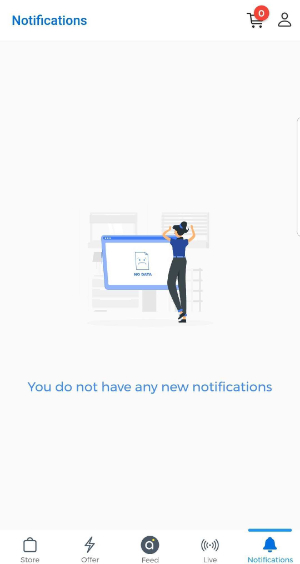 Notifications
0
NO DATA
You do not have any new notifications
Store
Offer
Feed
Live
Notifications